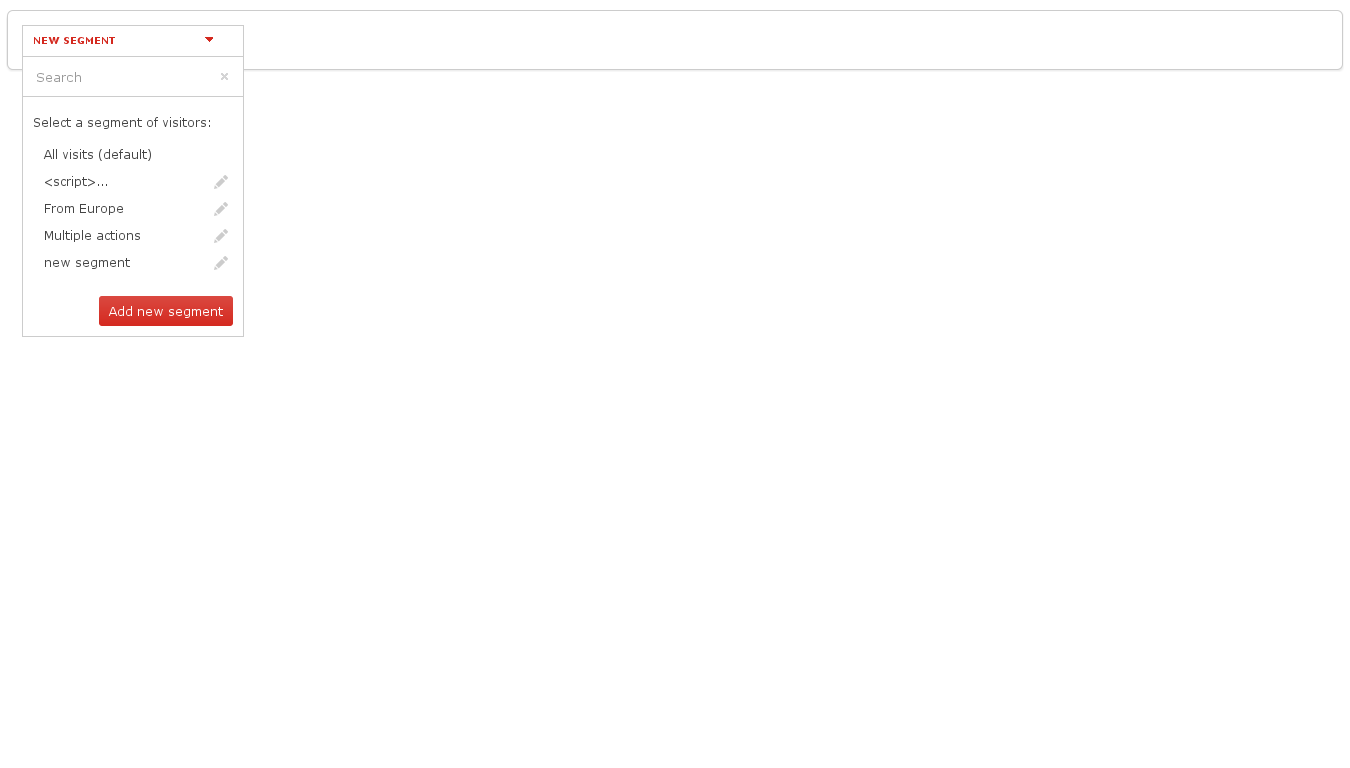 NEW SEGMENT
Search
Select a segment of visitors:
All visits (default)
<script>...
From Europe
Multiple actions
new segment
Add new segment